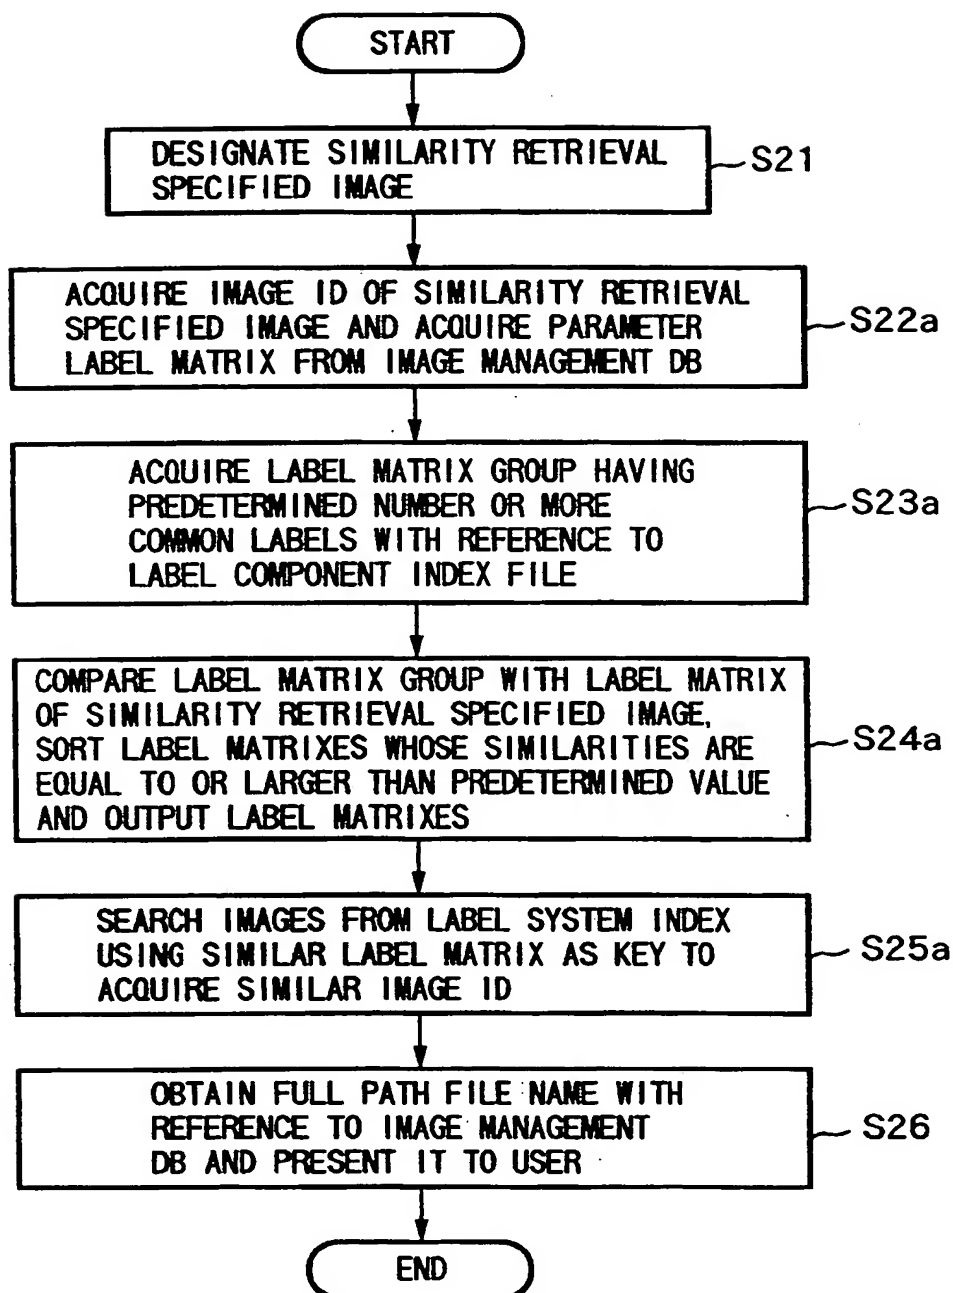 START
DESIGNATE SIMILARITY RETRIEVAL
SPECIFIED IMAGE
S21
ACQUIRE IMAGE ID OF SIMILARITY RETRIEVAL
SPECIFIED IMAGE AND ACQUIRE PARAMETER
LABEL MATRIX FROM IMAGE MANAGEMENT DB
S22a
ACQUIRE LABEL MATRIX GROUP HAVING
PREDETERMINED NUMBER OR MORE
COMMON LABELS WITH REFERENCE TO
LABEL COMPONENT INDEX FILE
S23a
COMPARE LABEL MATRIX GROUP WITH LABEL MATRIX
OF SIMILARITY RETRIEVAL SPECIFIED IMAGE,
SORT LABEL MATRIXES WHOSE SIMILARITIES ARE
EQUAL TO OR LARGER THAN PREDETERMINED VALUE
AND OUTPUT LABEL MATRIXES
S24a
SEARCH IMAGES FROM LABEL SYSTEM INDEX
USING SIMILAR LABEL MATRIX AS KEY TO
ACQUIRE SIMILAR IMAGE ID
S25a
OBTAIN FULL PATH FILE NAME WITH
REFERENCE TO IMAGE MANAGEMENT
DB AND PRESENT IT TO USER
S26
END